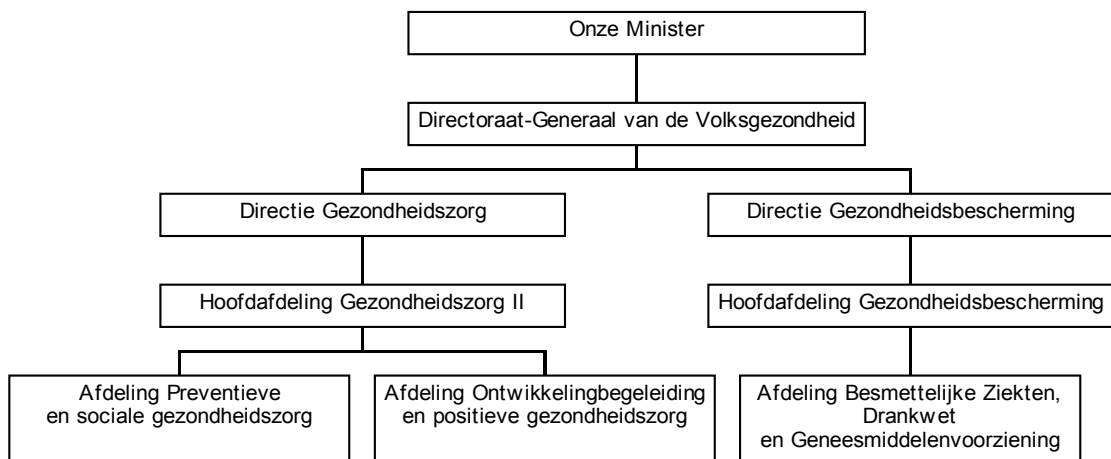 Onze Minister
Directoraat-Generaal van de Volksgezondheid
Directie Gezondheidszorg
Directie Gezondheidsbescherming
Hoofdafdeling Gezondheidszorg II
Hoofdafdeling Gezondheidsbescherming
Afdeling Preventieve
en sociale gezondheidszorg
Afdeling Ontwikkelingbegeleiding
en positieve gezondheidszorg
Afdeling Besmettelijke Ziekten,
Drankwet
en Geneesmiddelenvoorziening